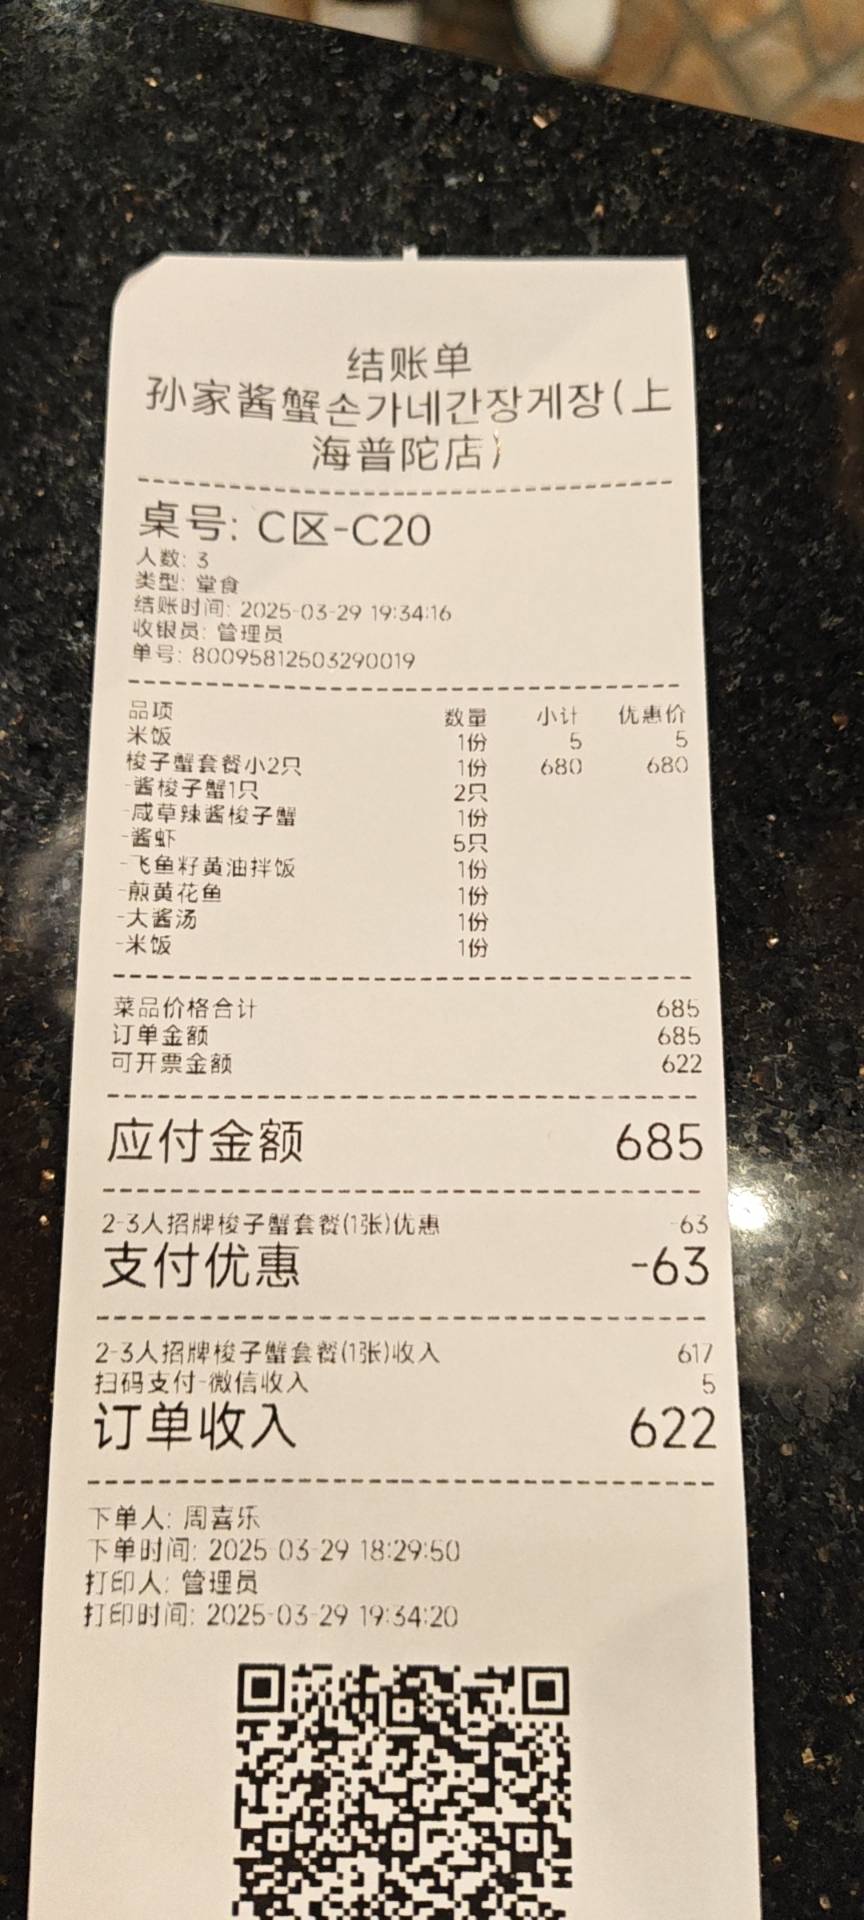 结账单
孙家酱蟹손가네간장게장(上
海普陀店)
桌号: C区-C20
人数: 3
类型: 堂食
结账时间: 2025-03-29 19:34:16
收银员: 管理员
单号: 80095812503290019
品项 数量 小计 优惠价
米饭 1份 5 5
梭子蟹套餐小2只 1份 680 680
-酱梭子蟹1只 2只
-咸草辣酱梭子蟹 1份
-酱虾 5只
-飞鱼籽黄油拌饭 1份
-煎黄花鱼 1份
-大酱汤 1份
-米饭 1份
菜品价格合计 685
订单金额 685
可开票金额 622
应付金额 685
2-3人招牌梭子蟹套餐(1张)优惠 -63
支付优惠 -63
2-3人招牌梭子蟹套餐(1张)收入 617
扫码支付-微信收入 5
订单收入 622
下单人: 周喜乐
下单时间: 2025-03-29 18:29:50
打印人: 管理员
打印时间: 2025-03-29 19:34:20